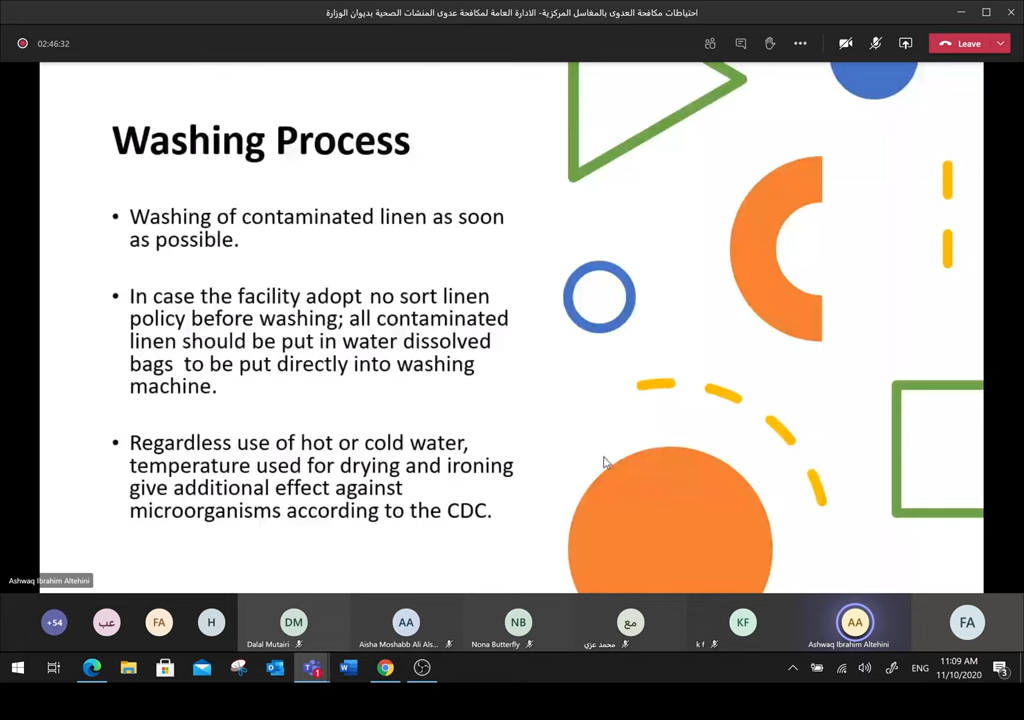 احتياطات مكافحة العدوى بالمغاسل المركزية- الادارة العامة لمكافحة عدوى المنشات الصحية بديوان الوزارة
02:46:32
Leave
Washing Process
• Washing of contaminated linen as soon
as possible.
• In case the facility adopt no sort linen
policy before washing; all contaminated
linen should be put in water dissolved
bags to be put directly into washing
machine.
• Regardless use of hot or cold water,
temperature used for drying and ironing
give additional effect against
microorganisms according to the CDC.
Ashwaq Ibrahim Altehini
+54
عب
FA
H
DM
AA
NB
مع
KF
AA
FA
Dalal Mutairi
Aisha Moshabb Ali Als...
Nona Butterfly
محمد عزي
k f
Ashwaq Ibrahim Altehini
1
ENG
11:09 AM
11/10/2020
3